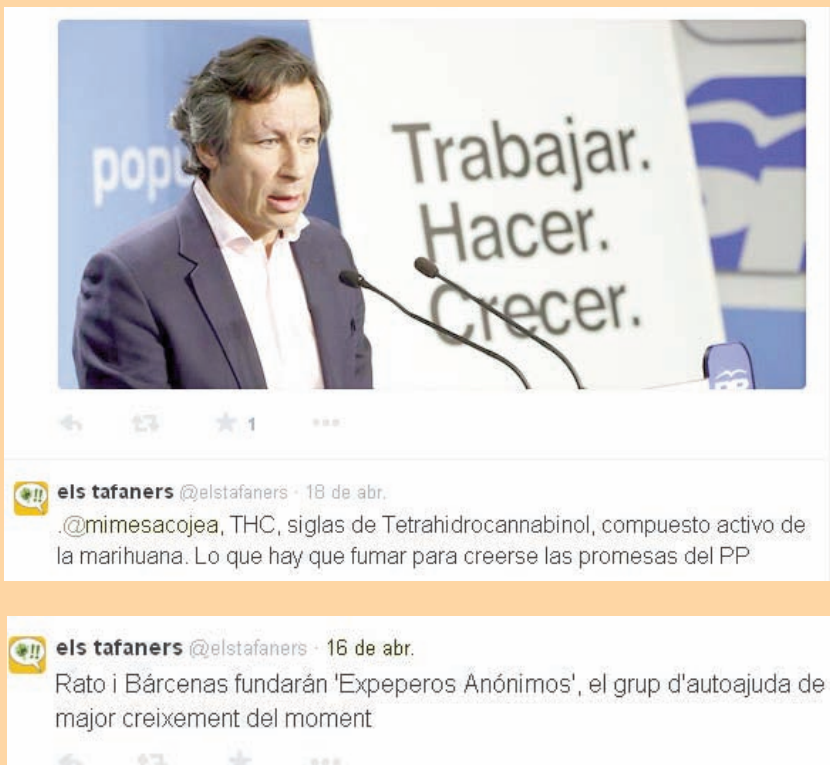 popu
Trabajar.
Hacer.
Crecer.
1
els tafaners @elstafaners · 18 de abr.
.@mimesacojea, THC, siglas de Tetrahidrocannabinol, compuesto activo de
la marihuana. Lo que hay que fumar para creerse las promesas del PP
els tafaners @elstafaners · 16 de abr.
Rato i Bárcenas fundarán 'Expeperos Anónimos', el grup d'autoajuda de
major creixement del moment